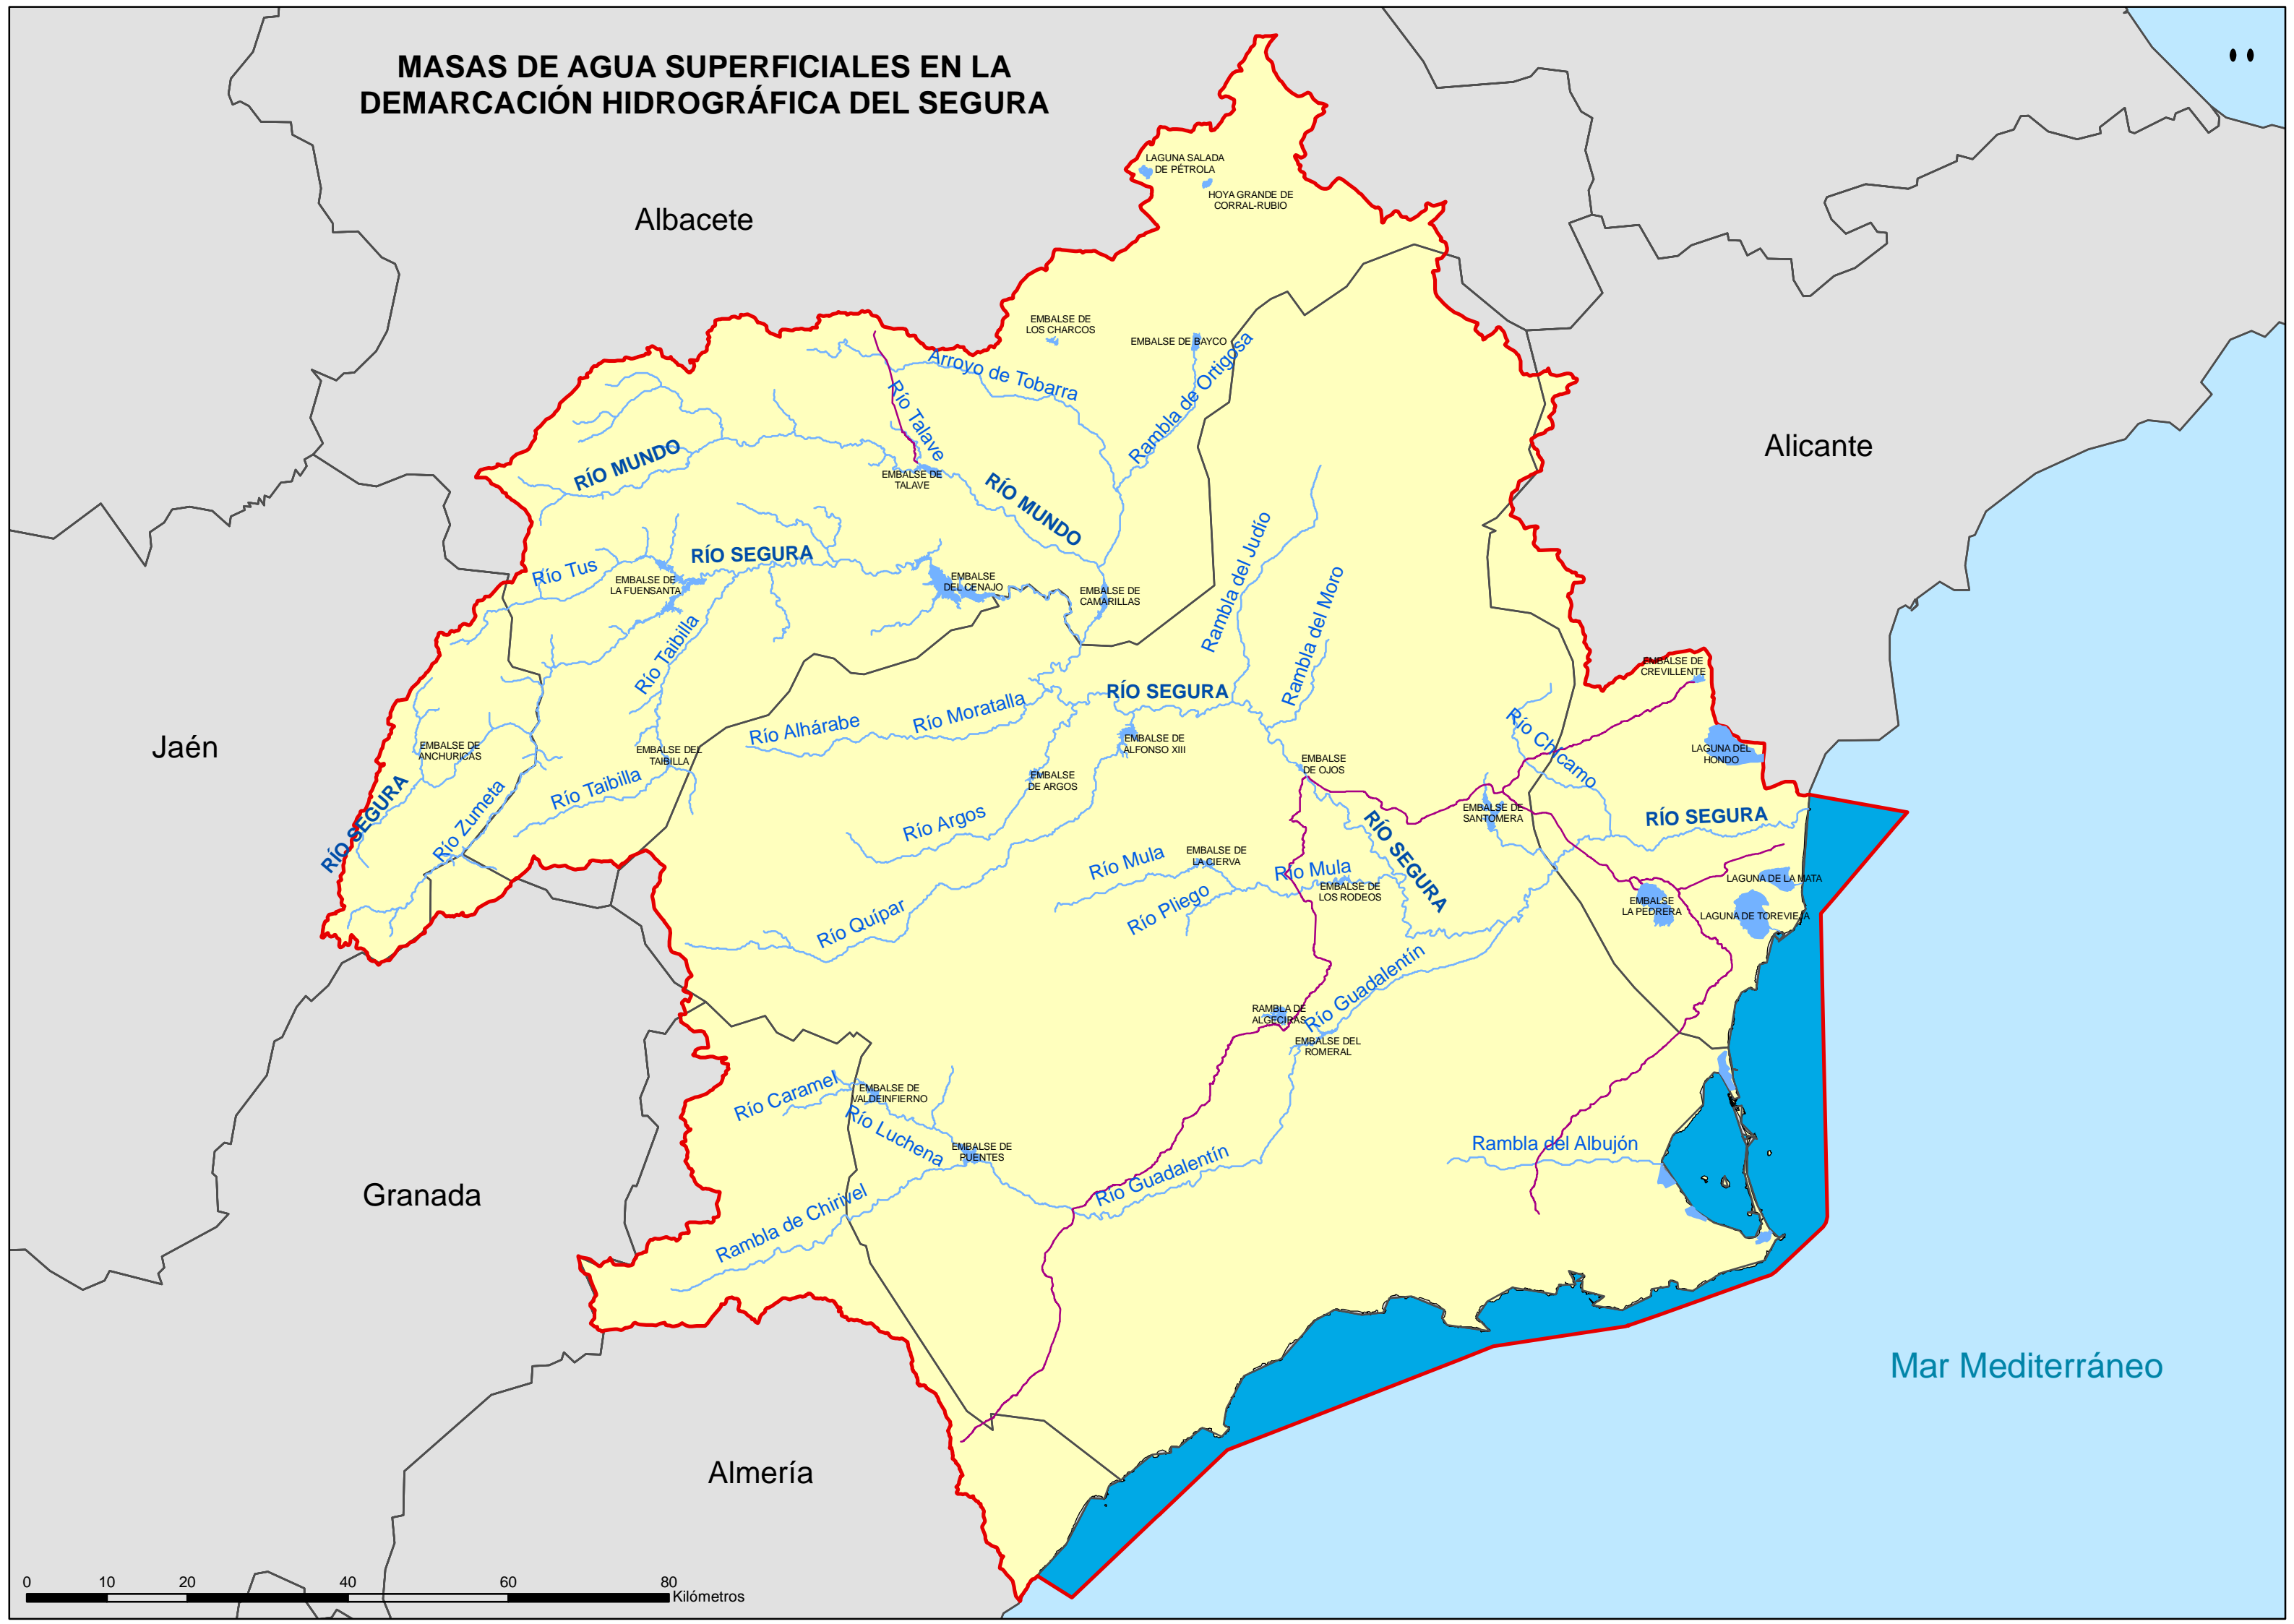 MASAS DE AGUA SUPERFICIALES EN LA
DEMARCACIÓN HIDROGRÁFICA DEL SEGURA
LAGUNA SALADA
DE PÉTROLA
HOYA GRANDE DE
CORRAL-RUBIO
Albacete
EMBALSE DE
LOS CHARCOS
EMBALSE DE BAYCO
Arroyo de Tobarra
Rambla de Ortigosa
Río Talave
Alicante
RÍO MUNDO
EMBALSE DE
TALAVE
RÍO MUNDO
RÍO SEGURA
Río Tus
EMBALSE DE
LA FUENSANTA
EMBALSE
DEL CENAJO
EMBALSE DE
CAMARILLAS
Rambla del Judío
Rambla del Moro
Río Taibilla
EMBALSE DE
CREVILLENTE
RÍO SEGURA
Río Alhárabe
Río Moratalla
Jaén
EMBALSE DE
ANCHURICAS
EMBALSE DEL
TAIBILLA
EMBALSE DE
ALFONSO XIII
Río Chicamo
LAGUNA DEL
HONDO
EMBALSE
DE OJOS
EMBALSE
DE ARGOS
Río Taibilla
RÍO SEGURA
Río Zumeta
Río Argos
EMBALSE DE
SANTOMERA
RÍO SEGURA
RÍO SEGURA
Río Mula
EMBALSE DE
LA CIERVA
Río Mula
EMBALSE DE
LOS RODEOS
LAGUNA DE LA MATA
EMBALSE
LA PEDRERA
LAGUNA DE TOREVIEJA
Río Pliego
Río Quípar
Río Guadalentín
RAMBLA DE
ALGECIRAS
EMBALSE DEL
ROMERAL
Río Caramel
EMBALSE DE
VALDEINFIERNO
Río Luchena
EMBALSE DE
PUENTES
Rambla del Albujón
Granada
Río Guadalentín
Rambla de Chirivel
Mar Mediterráneo
Almería
0 10 20 40 60 80
Kilómetros